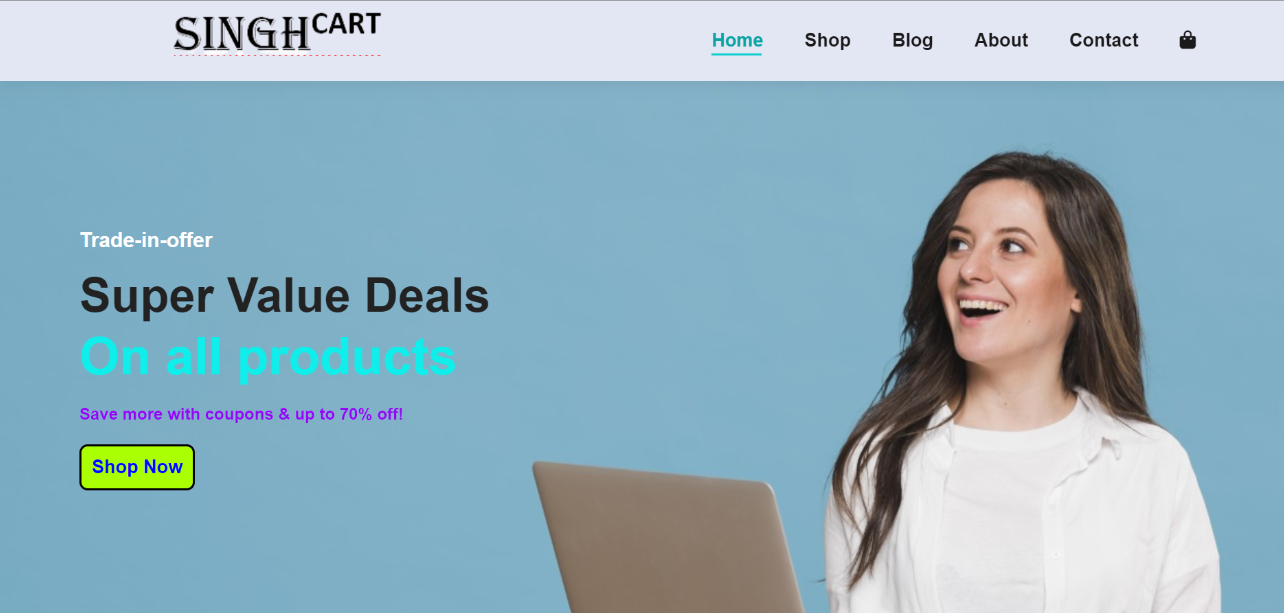 SINGHCART
Home Shop Blog About Contact
Trade-in-offer
Super Value Deals
On all products
Save more with coupons & up to 70% off!
Shop Now